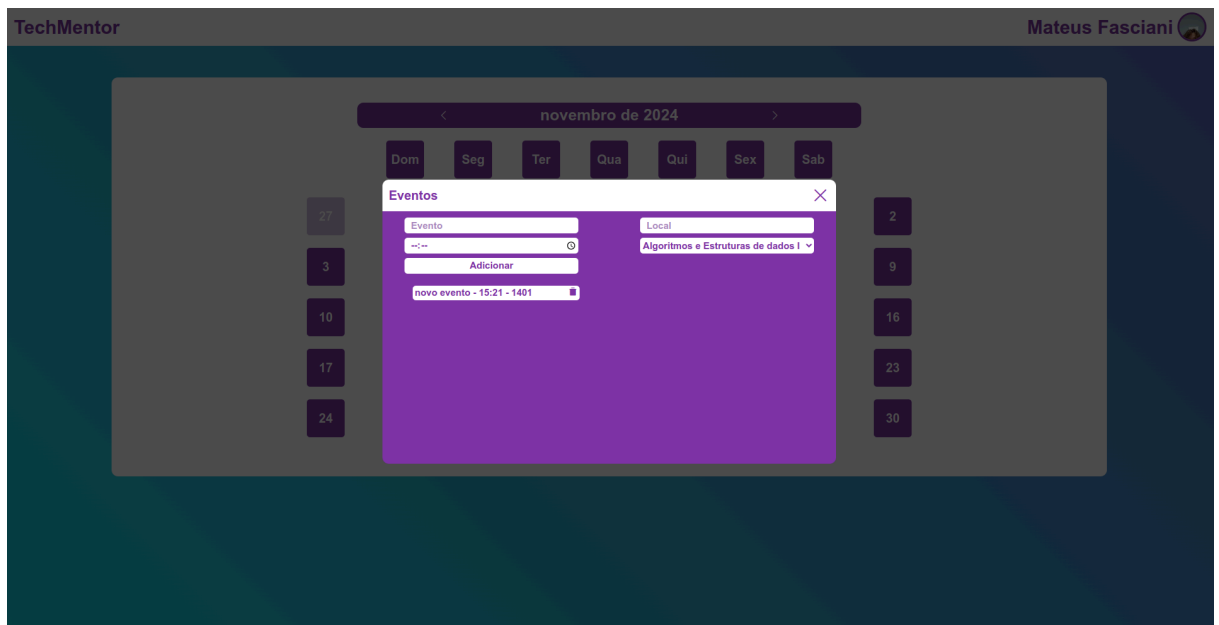 TechMentor
Mateus Fasciani
novembro de 2024
Dom Seg Ter Qua Qui Sex Sab
Eventos
27
2
Evento
Local
--:--
Algoritmos e Estruturas de dados I
Adicionar
3
9
novo evento - 15:21 - 1401
10
16
17
23
24
30